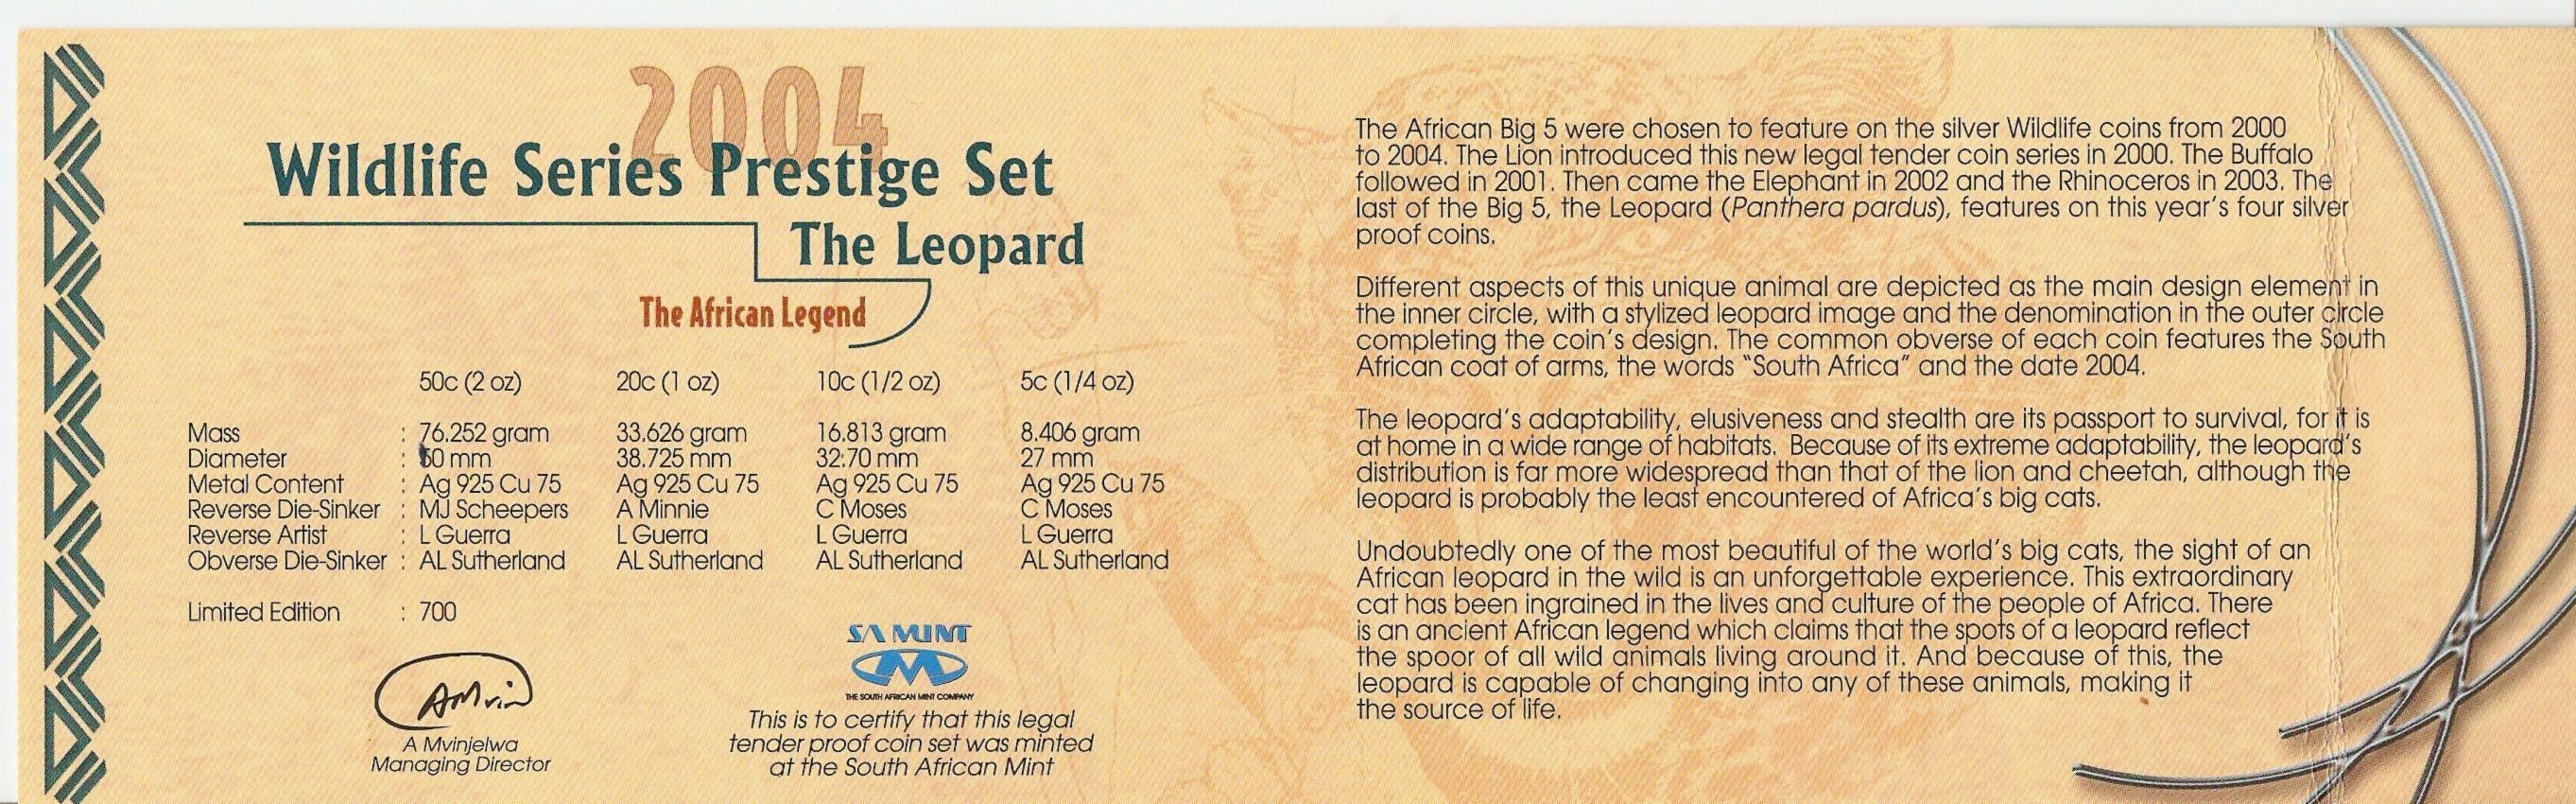 2004
Wildlife Series Prestige Set
The Leopard
The African Legend
50c (2 oz) 20c (1 oz) 10c (1/2 oz) 5c (1/4 oz)
Mass : 76.252 gram 33.626 gram 16.813 gram 8.406 gram
Diameter : 50 mm 38.725 mm 32.70 mm 27 mm
Metal Content : Ag 925 Cu 75 Ag 925 Cu 75 Ag 925 Cu 75 Ag 925 Cu 75
Reverse Die-Sinker : MJ Scheepers A Minnie C Moses C Moses
Reverse Artist : L Guerra L Guerra L Guerra L Guerra
Obverse Die-Sinker : AL Sutherland AL Sutherland AL Sutherland AL Sutherland
Limited Edition : 700
A Mvinjelwa
Managing Director
SA MINT
THE SOUTH AFRICAN MINT COMPANY
This is to certify that this legal
tender proof coin set was minted
at the South African Mint
The African Big 5 were chosen to feature on the silver Wildlife coins from 2000
to 2004. The Lion introduced this new legal tender coin series in 2000. The Buffalo
followed in 2001. Then came the Elephant in 2002 and the Rhinoceros in 2003. The
last of the Big 5, the Leopard (Panthera pardus), features on this year's four silver
proof coins.
Different aspects of this unique animal are depicted as the main design element in
the inner circle, with a stylized leopard image and the denomination in the outer circle
completing the coin's design. The common obverse of each coin features the South
African coat of arms, the words "South Africa" and the date 2004.
The leopard's adaptability, elusiveness and stealth are its passport to survival, for it is
at home in a wide range of habitats. Because of its extreme adaptability, the leopard's
distribution is far more widespread than that of the lion and cheetah, although the
leopard is probably the least encountered of Africa's big cats.
Undoubtedly one of the most beautiful of the world's big cats, the sight of an
African leopard in the wild is an unforgettable experience. This extraordinary
cat has been ingrained in the lives and culture of the people of Africa. There
is an ancient African legend which claims that the spots of a leopard reflect
the spoor of all wild animals living around it. And because of this, the
leopard is capable of changing into any of these animals, making it
the source of life.